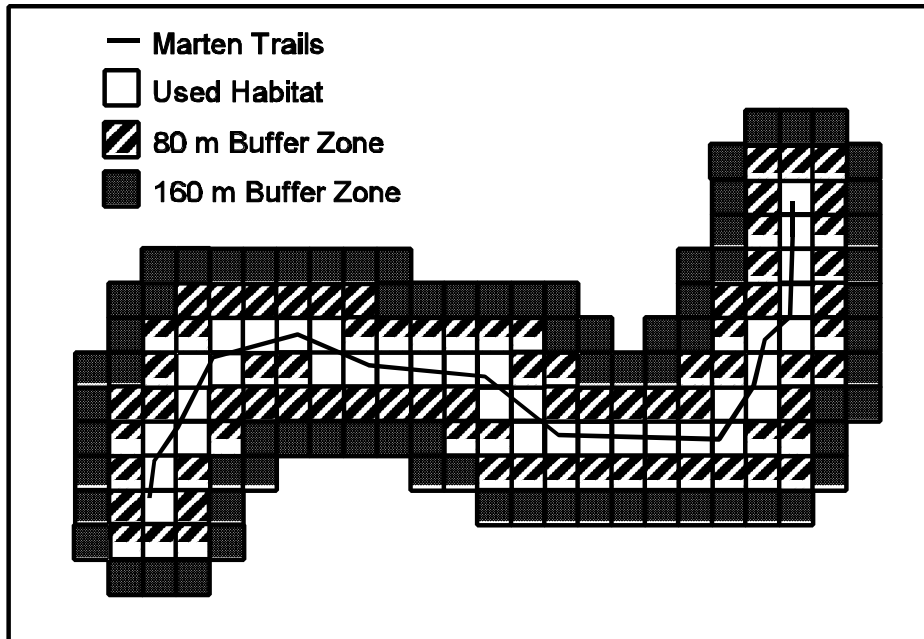 Marten Trails
Used Habitat
80 m Buffer Zone
160 m Buffer Zone